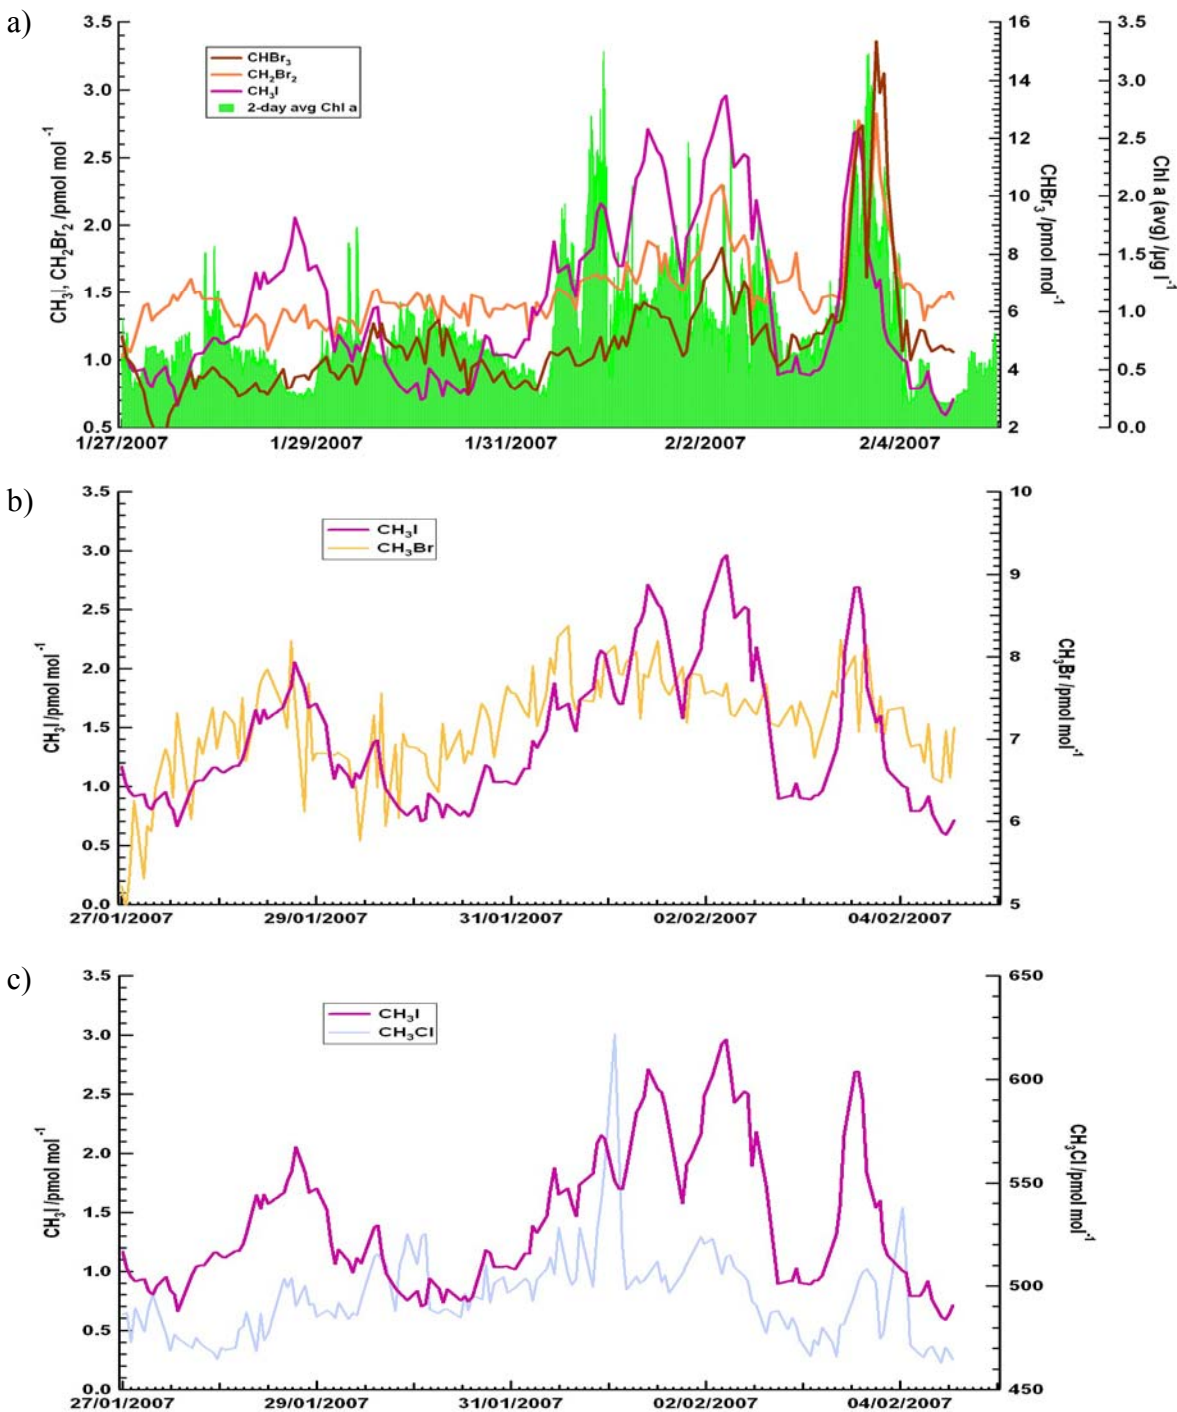 a)
3.5
3.0
2.5
2.0
1.5
1.0
0.5
CH₃I, CH₂Br₂ /pmol mol⁻¹
CHBr₃
CH₂Br₂
CH₃I
2-day avg Chl a
16
14
12
10
8
6
4
2
CHBr₃ /pmol mol⁻¹
3.5
3.0
2.5
2.0
1.5
1.0
0.5
0.0
Chl a (avg) /µg l⁻¹
1/27/2007 1/29/2007 1/31/2007 2/2/2007 2/4/2007
b)
3.5
3.0
2.5
2.0
1.5
1.0
0.5
0.0
CH₃I /pmol mol⁻¹
CH₃I
CH₃Br
10
9
8
7
6
5
CH₃Br /pmol mol⁻¹
27/01/2007 29/01/2007 31/01/2007 02/02/2007 04/02/2007
c)
3.5
3.0
2.5
2.0
1.5
1.0
0.5
0.0
CH₃I /pmol mol⁻¹
CH₃I
CH₃Cl
650
600
550
500
450
CH₃Cl /pmol mol⁻¹
27/01/2007 29/01/2007 31/01/2007 02/02/2007 04/02/2007